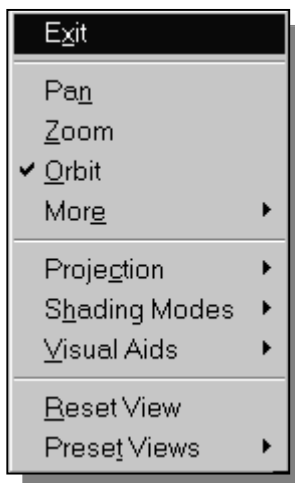 Exit
Pan
Zoom
Orbit
More
Projection
Shading Modes
Visual Aids
Reset View
Preset Views